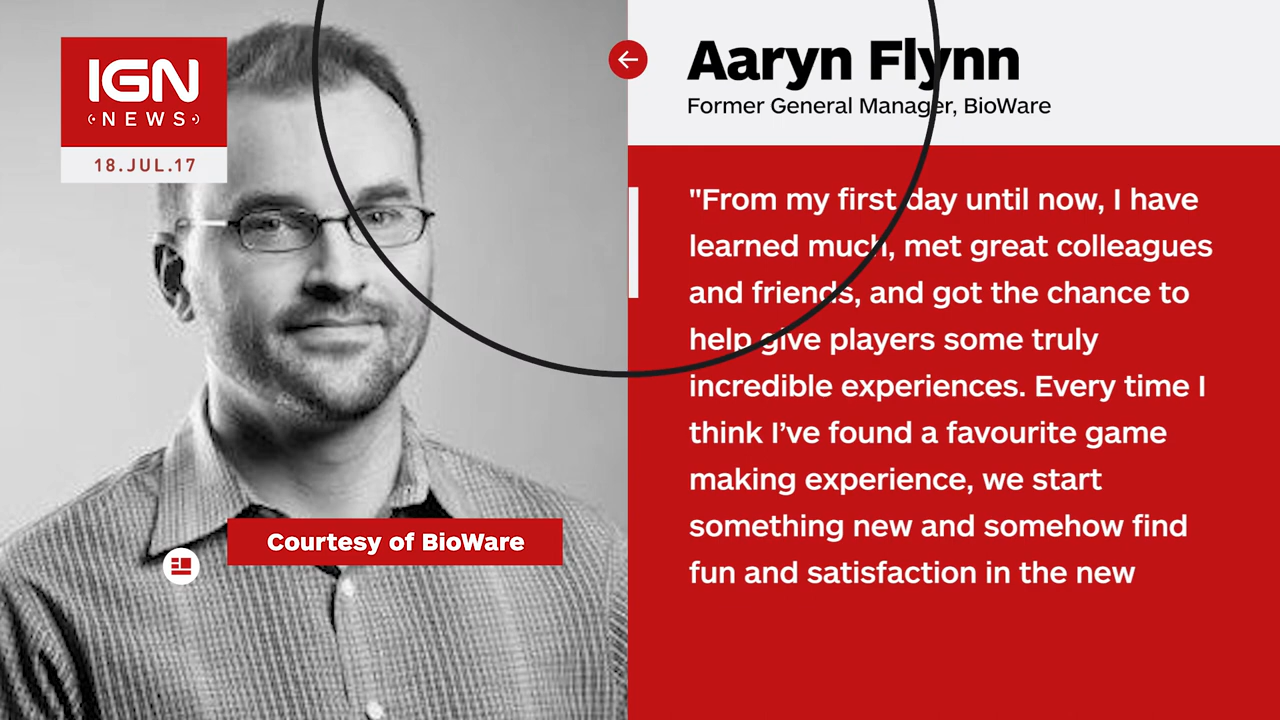 IGN
NEWS
18.JUL.17
Courtesy of BioWare
Aaryn Flynn
Former General Manager, BioWare
"From my first day until now, I have
learned much, met great colleagues
and friends, and got the chance to
help give players some truly
incredible experiences. Every time I
think I’ve found a favourite game
making experience, we start
something new and somehow find
fun and satisfaction in the new